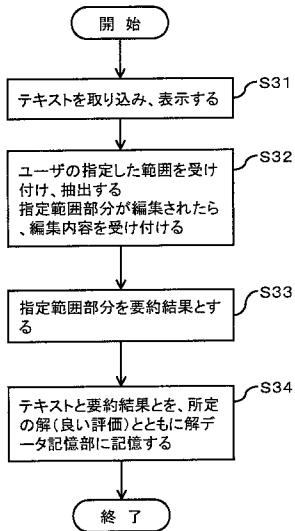 開 始
テキストを取り込み、表示する
S31
ユーザの指定した範囲を受け
付け、抽出する
指定範囲部分が編集されたら
、編集内容を受け付ける
S32
指定範囲部分を要約結果とす
る
S33
テキストと要約結果とを、所定
の解(良い評価)とともに解デ
ータ記憶部に記憶する
S34
終 了